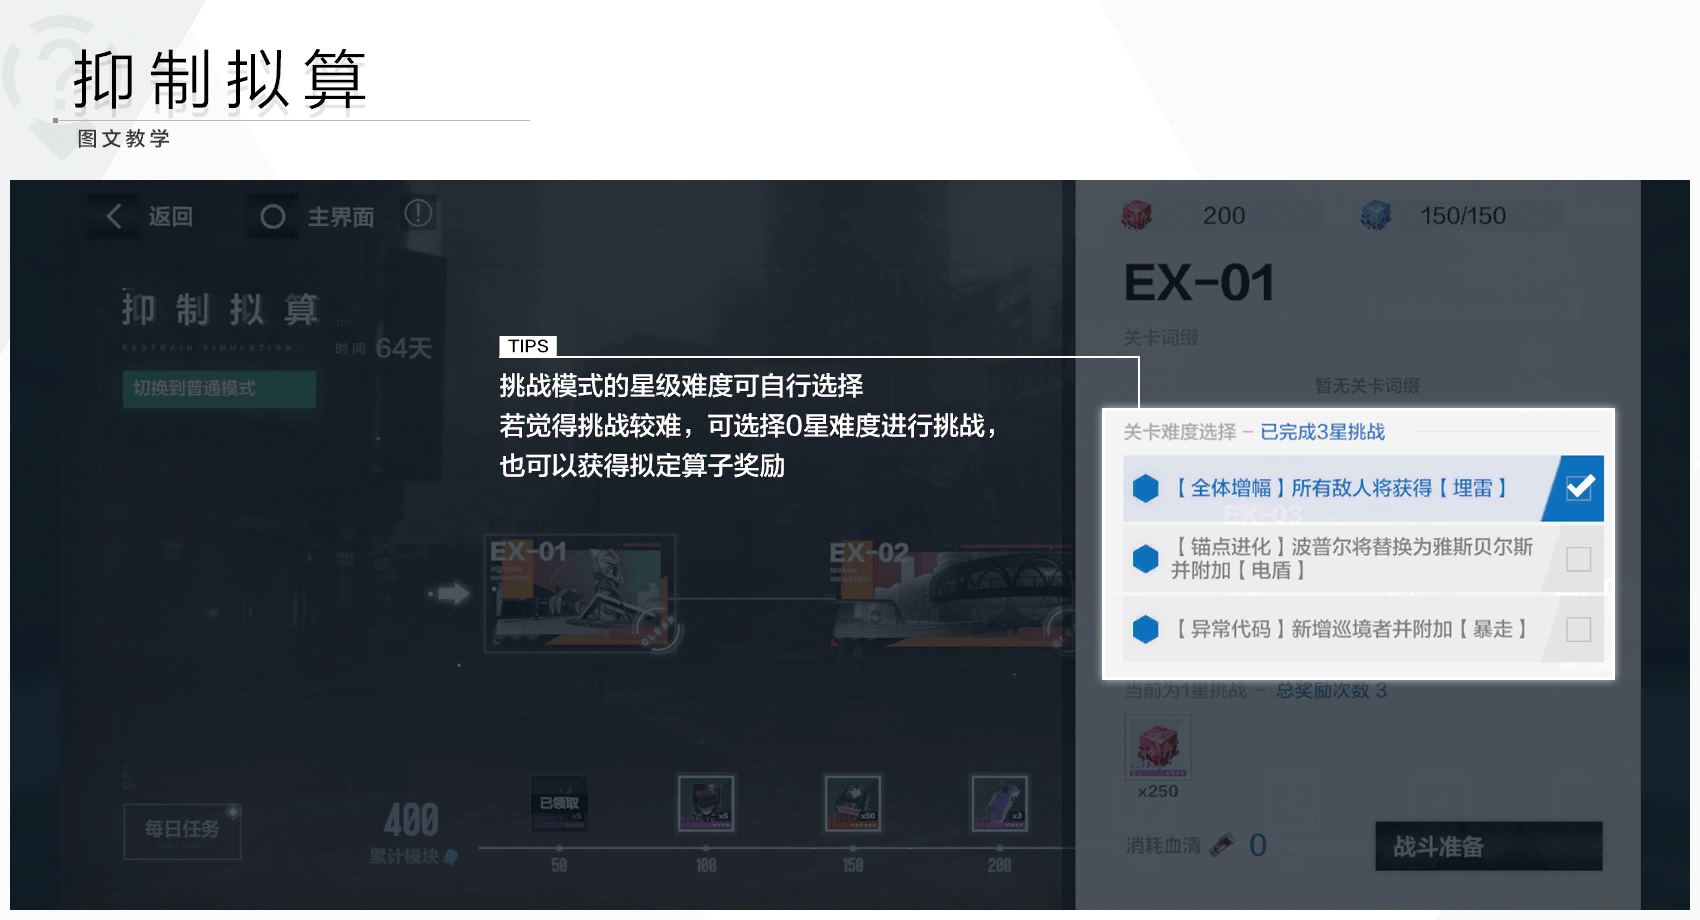 抑制拟算
图文教学
返回
主界面
200
150/150
EX-01
关卡词缀
暂无关卡词缀
抑制拟算
RESTRAIN SIMULATION
时间 64天
切换到普通模式
TIPS
挑战模式的星级难度可自行选择
若觉得挑战较难，可选择0星难度进行挑战，
也可以获得拟定算子奖励
关卡难度选择 - 已完成3星挑战
【全体增幅】所有敌人将获得【埋雷】
EX-03
【锚点进化】波普尔将替换为雅斯贝尔斯
并附加【电盾】
【异常代码】新增巡境者并附加【暴走】
EX-01
RESTRAIN
SIMULATION
CLEAR
EX-02
RESTRAIN
SIMULATION
当前为1星挑战 - 总奖励次数 3
x250
每日任务
400
累计模块
已领取
x5
x5
x50
x3
50
100
150
200
消耗血清
0
战斗准备